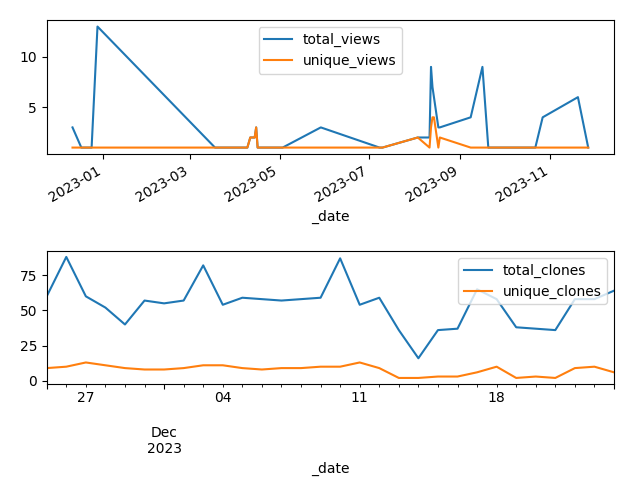 total_views
unique_views
10
5
2023-01
2023-03
2023-05
2023-07
2023-09
2023-11
_date
total_clones
unique_clones
75
50
25
0
27
04
11
18
Dec
2023
_date